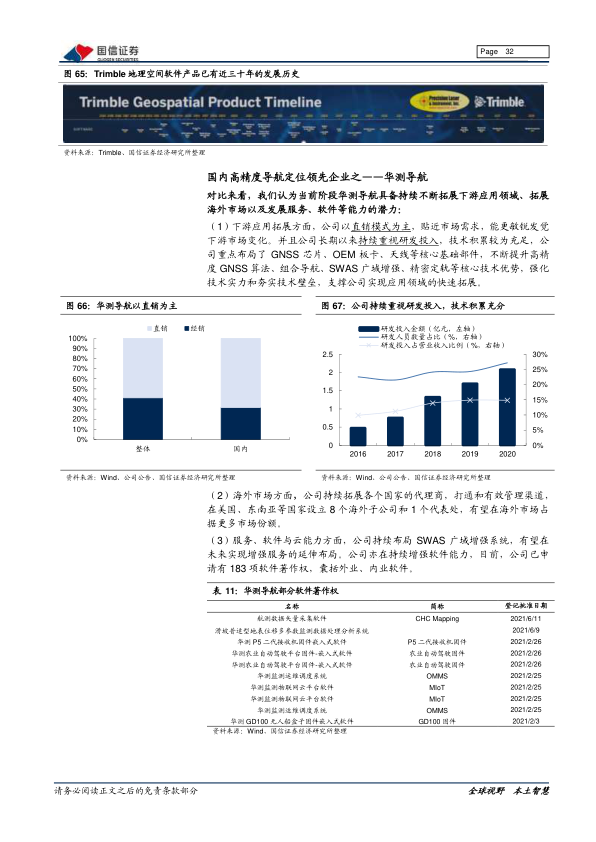 国信证券
GUOSEN SECURITIES
Page 32
图 65：Trimble 地理空间软件产品已有近三十年的发展历史
Trimble Geospatial Product Timeline
Precision Laser
& Instrument, Inc.
Trimble
SOFTWARE
资料来源：Trimble、国信证券经济研究所整理
国内高精度导航定位领先企业之一——华测导航
对比来看，我们认为当前阶段华测导航具备持续不断拓展下游应用领域、拓展
海外市场以及发展服务、软件等能力的潜力：
（1）下游应用拓展方面，公司以直销模式为主，贴近市场需求，能更敏锐发觉
下游市场变化。并且公司长期以来持续重视研发投入，技术积累较为充足，公
司重点布局了 GNSS 芯片、OEM 板卡、天线等核心基础部件，不断提升高精
度 GNSS 算法、组合导航、SWAS 广域增强、精密定轨等核心技术优势，强化
技术实力和夯实技术壁垒，支撑公司实现应用领域的快速拓展。
图 66：华测导航以直销为主
直销 经销
100%
90%
80%
70%
60%
50%
40%
30%
20%
10%
0%
整体 国内
资料来源：Wind、公司公告、国信证券经济研究所整理
图 67：公司持续重视研发投入，技术积累充分
研发投入金额（亿元，左轴）
研发人员数量占比（%，右轴）
研发投入占营业收入比例（%，右轴）
2.5 30%
2 25%
1.5 20%
1 15%
0.5 10%
0 5%
0%
2016 2017 2018 2019 2020
资料来源：Wind、公司公告、国信证券经济研究所整理
（2）海外市场方面，公司持续拓展各个国家的代理商，打通和有效管理渠道，
在美国、东南亚等国家设立 8 个海外子公司和 1 个代表处，有望在海外市场占
据更多市场份额。
（3）服务、软件与云能力方面，公司持续布局 SWAS 广域增强系统，有望在
未来实现增强服务的延伸布局。公司亦在持续增强软件能力，目前，公司已申
请有 183 项软件著作权，囊括外业、内业软件。
表 11：华测导航部分软件著作权
名称 简称 登记批准日期
航测数据矢量采集软件 CHC Mapping 2021/6/11
滑坡普适型地表位移多参数监测数据处理分析系统 2021/6/9
华测 P5 二代接收机固件嵌入式软件 P5 二代接收机固件 2021/2/26
华测农业自动驾驶平台固件-嵌入式软件 农业自动驾驶固件 2021/2/26
华测农业自动驾驶平台固件-嵌入式软件 农业自动驾驶固件 2021/2/26
华测监测运维调度系统 OMMS 2021/2/25
华测监测物联网云平台软件 MIoT 2021/2/25
华测监测物联网云平台软件 MIoT 2021/2/25
华测监测运维调度系统 OMMS 2021/2/25
华测 GD100 无人船盒子固件嵌入式软件 GD100 固件 2021/2/3
资料来源：Wind、国信证券经济研究所整理
请务必阅读正文之后的免责条款部分
全球视野 本土智慧